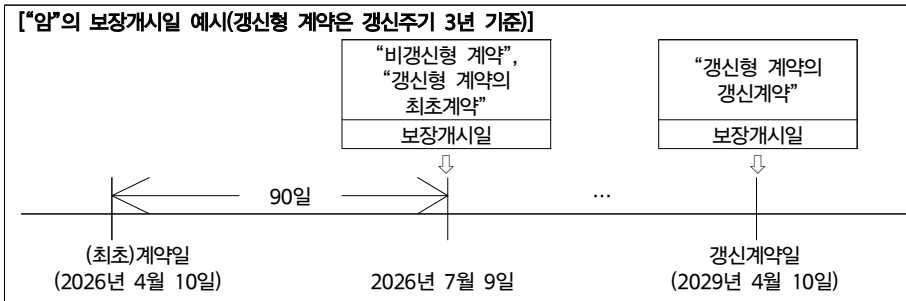 [“암”의 보장개시일 예시(갱신형 계약은 갱신주기 3년 기준)]
“비갱신형 계약”,
“갱신형 계약의
최초계약”
보장개시일
“갱신형 계약의
갱신계약”
보장개시일
90일
…
(최초)계약일
(2026년 4월 10일)
2026년 7월 9일
갱신계약일
(2029년 4월 10일)